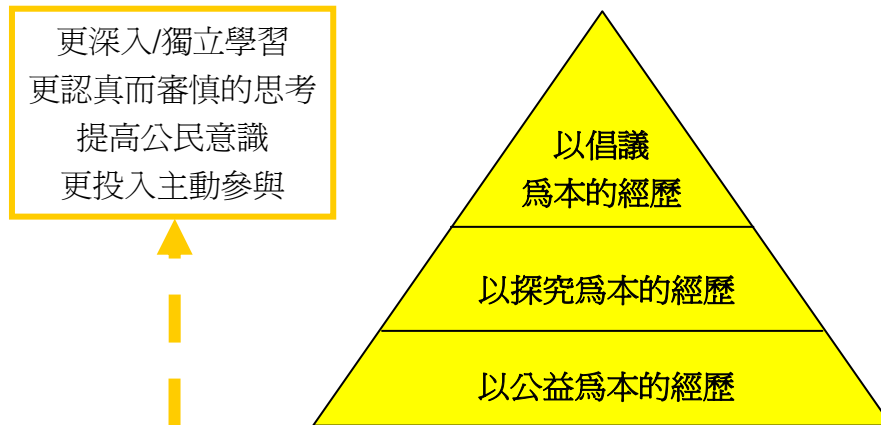 更深入/獨立學習
更認真而審慎的思考
提高公民意識
更投入主動參與
以倡議
爲本的經歷
以探究爲本的經歷
以公益爲本的經歷